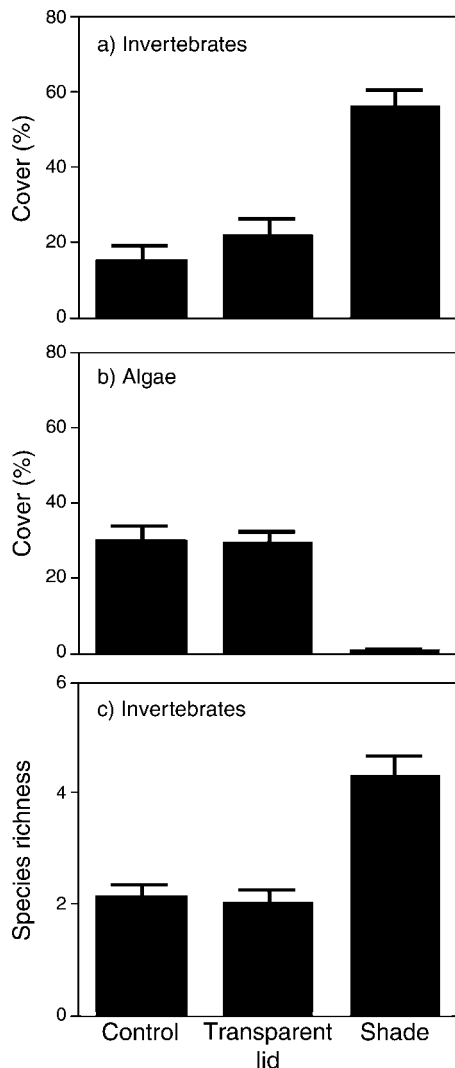 80
a) Invertebrates
60
40
20
0
Cover (%)
80
b) Algae
60
40
20
0
Cover (%)
6
c) Invertebrates
4
2
0
Species richness
Control Transparent Shade
lid